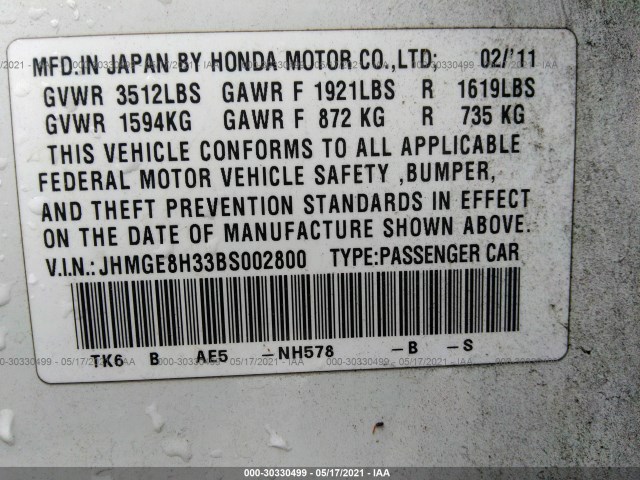 MFD:IN JAPAN BY HONDA MOTOR CO.,LTD; 02/'11
GVWR 3512LBS GAWR F 1921LBS R 1619LBS
GVWR 1594KG GAWR F 872 KG R 735 KG
THIS VEHICLE CONFORMS TO ALL APPLICABLE
FEDERAL MOTOR VEHICLE SAFETY ,BUMPER,
AND THEFT PREVENTION STANDARDS IN EFFECT
ON THE DATE OF MANUFACTURE SHOWN ABOVE.
V.I.N.:JHMGE8H33BS002800 TYPE:PASSENGER CAR
TK6 B AE5 -NH578 -B -S
000-30330499 - 05/17/2021 - IAA